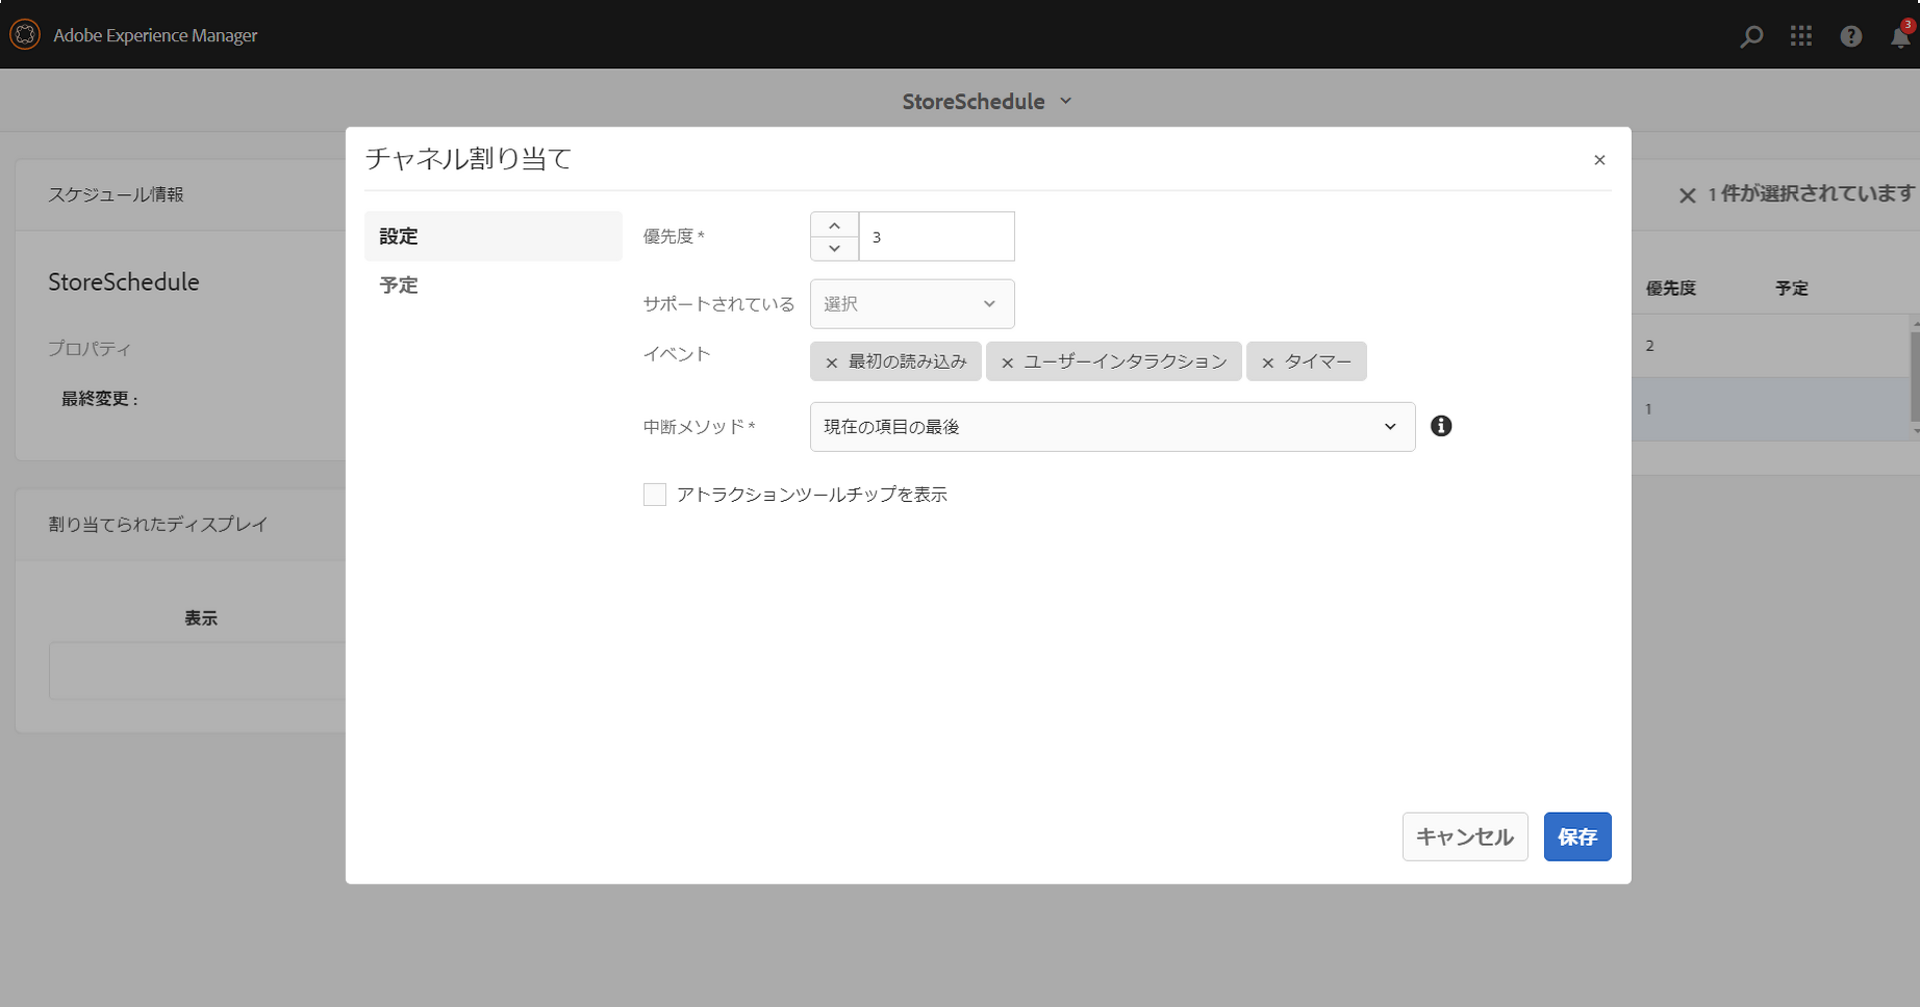 Adobe Experience Manager
3
StoreSchedule
チャネル割り当て
スケジュール情報
1 件が選択されています
設定
優先度 *
3
StoreSchedule
予定
優先度
予定
サポートされている
選択
イベント
プロパティ
2
最初の読み込み
ユーザーインタラクション
タイマー
最終変更 :
1
中断メソッド *
現在の項目の最後
アトラクションツールチップを表示
割り当てられたディスプレイ
表示
キャンセル
保存